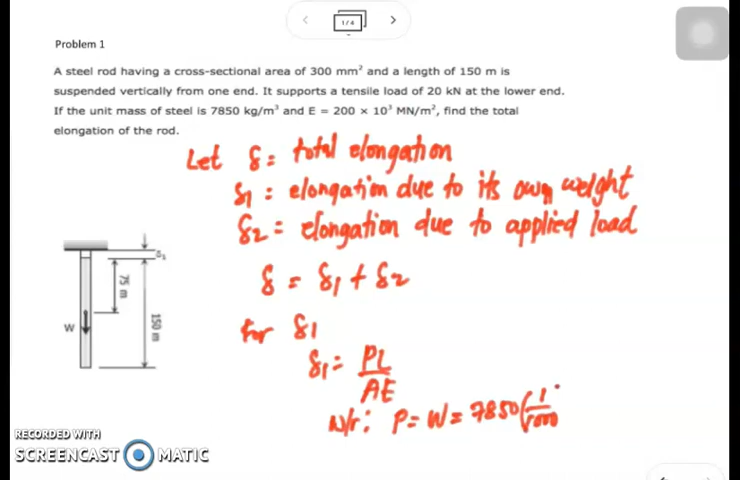 1/4
Problem 1
A steel rod having a cross-sectional area of 300 mm² and a length of 150 m is
suspended vertically from one end. It supports a tensile load of 20 kN at the lower end.
If the unit mass of steel is 7850 kg/m³ and E = 200 × 10³ MN/m², find the total
elongation of the rod.
Let δ = total elongation
δ1 = elongation due to its own weight
δ2 = elongation due to applied load
δ = δ1 + δ2
for δ1
δ1 = PL
AE
W/r: P = W = 7850(1
1000
δ1
75 m
150 m
W
RECORDED WITH
SCREENCAST MATIC